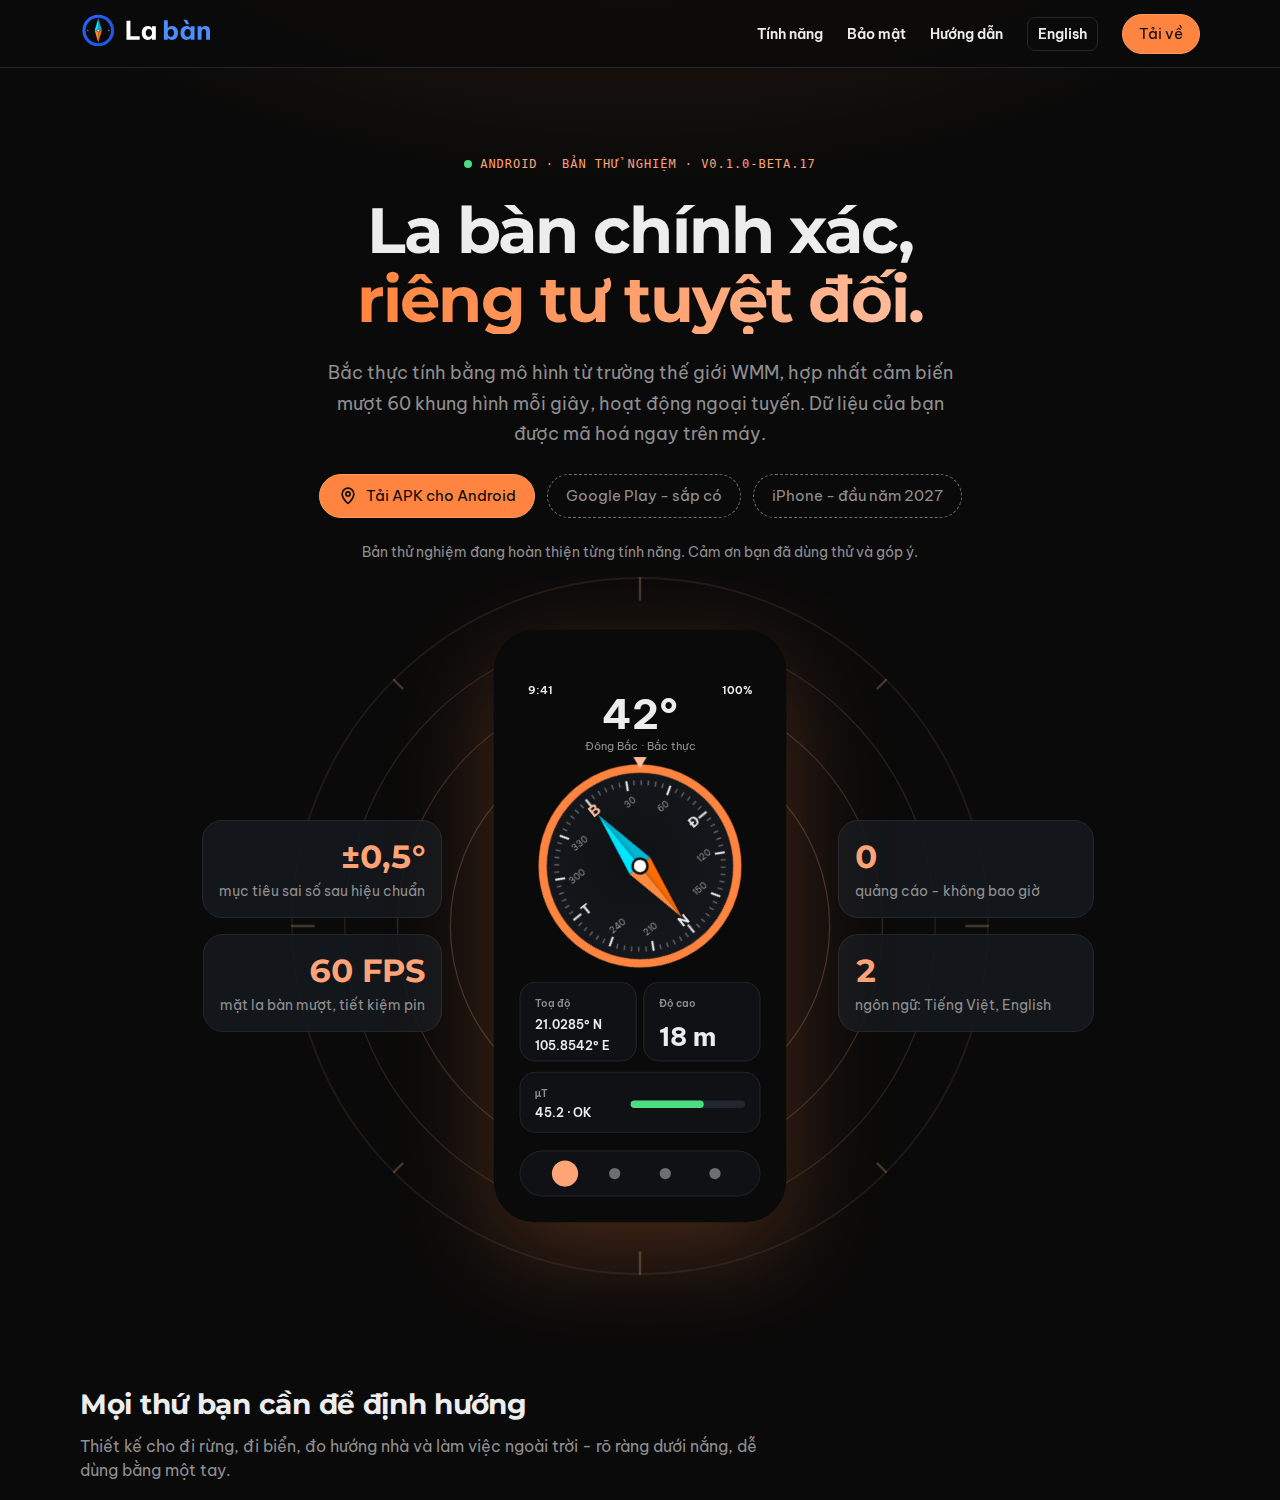 La bàn
Tính năng
Bảo mật
Hướng dẫn
English
Tải về
ANDROID · BẢN THỬ NGHIỆM · V0.1.0-BETA.17
La bàn chính xác,
riêng tư tuyệt đối.
Bắc thực tính bằng mô hình từ trường thế giới WMM, hợp nhất cảm biến
mượt 60 khung hình mỗi giây, hoạt động ngoại tuyến. Dữ liệu của bạn
được mã hoá ngay trên máy.
Tải APK cho Android
Google Play - sắp có
iPhone - đầu năm 2027
Bản thử nghiệm đang hoàn thiện từng tính năng. Cảm ơn bạn đã dùng thử và góp ý.
9:41
100%
42°
Đông Bắc · Bắc thực
B
30
60
Đ
120
150
N
210
240
T
300
330
±0,5°
mục tiêu sai số sau hiệu chuẩn
60 FPS
mặt la bàn mượt, tiết kiệm pin
0
quảng cáo - không bao giờ
2
ngôn ngữ: Tiếng Việt, English
Toạ độ
21.0285° N
105.8542° E
Độ cao
18 m
µT
45.2 · OK
Mọi thứ bạn cần để định hướng
Thiết kế cho đi rừng, đi biển, đo hướng nhà và làm việc ngoài trời - rõ ràng dưới nắng, dễ
dùng bằng một tay.